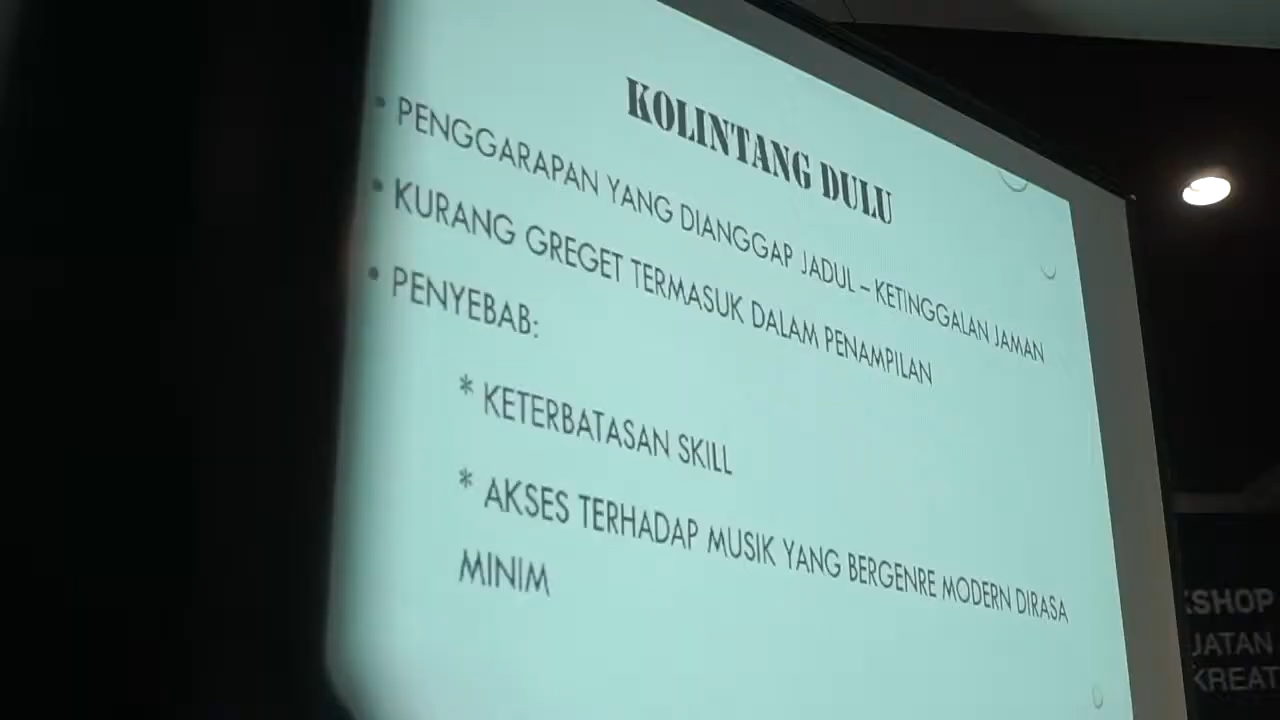 KOLINTANG DULU
• PENGGARAPAN YANG DIANGGAP JADUL – KETINGGALAN JAMAN
• KURANG GREGET TERMASUK DALAM PENAMPILAN
• PENYEBAB:
* KETERBATASAN SKILL
* AKSES TERHADAP MUSIK YANG BERGENRE MODERN DIRASA
MINIM
KSHOP
UATAN
KREAT